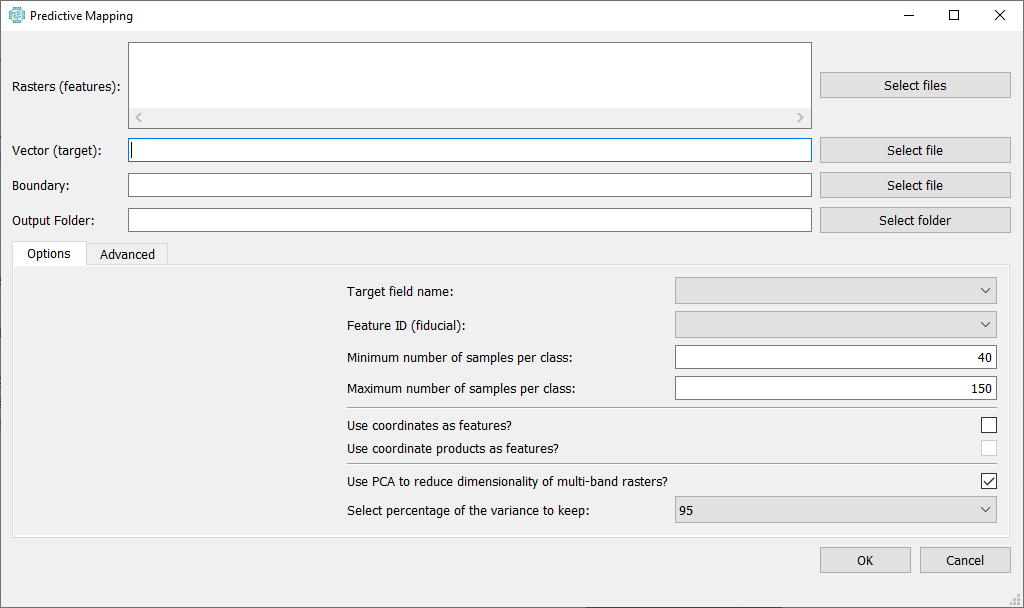 Predictive Mapping
Rasters (features):
Select files
Vector (target):
Select file
Boundary:
Select file
Output Folder:
Select folder
Options
Advanced
Target field name:
Feature ID (fiducial):
Minimum number of samples per class:
40
Maximum number of samples per class:
150
Use coordinates as features?
Use coordinate products as features?
Use PCA to reduce dimensionality of multi-band rasters?
Select percentage of the variance to keep:
95
OK
Cancel